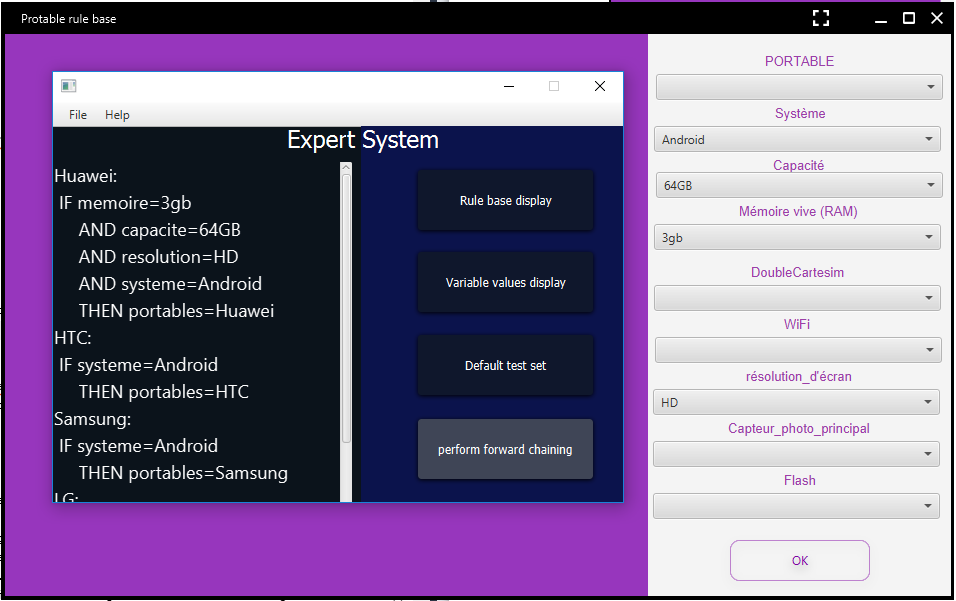 Protable rule base
File Help
Expert System
Huawei:
IF memoire=3gb
AND capacite=64GB
AND resolution=HD
AND systeme=Android
THEN portables=Huawei
HTC:
IF systeme=Android
THEN portables=HTC
Samsung:
IF systeme=Android
THEN portables=Samsung
LG:
Rule base display
Variable values display
Default test set
perform forward chaining
PORTABLE
Système
Android
Capacité
64GB
Mémoire vive (RAM)
3gb
DoubleCartesim
WiFi
résolution_d'écran
HD
Capteur_photo_principal
Flash
OK